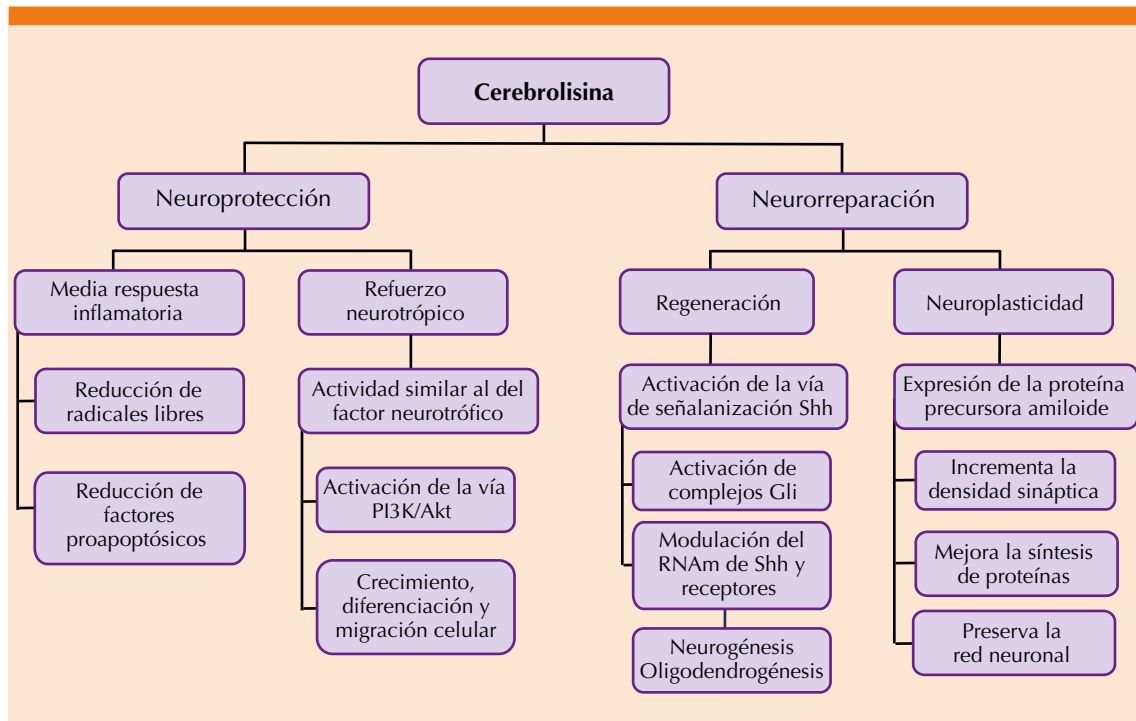 Cerebrolisina
Neuroprotección
Neurorreparación
Media respuesta
inflamatoria
Refuerzo
neurotrópico
Regeneración
Neuroplasticidad
Reducción de
radicales libres
Actividad similar al del
factor neurotrófico
Activación de la vía
de señalanización Shh
Expresión de la proteína
precursora amiloide
Reducción de
factores
proapoptósicos
Activación de la vía
PI3K/Akt
Activación de
complejos Gli
Incrementa la
densidad sináptica
Crecimiento,
diferenciación y
migración celular
Modulación del
RNAm de Shh y
receptores
Mejora la síntesis
de proteínas
Neurogénesis
Oligodendrogénesis
Preserva la
red neuronal